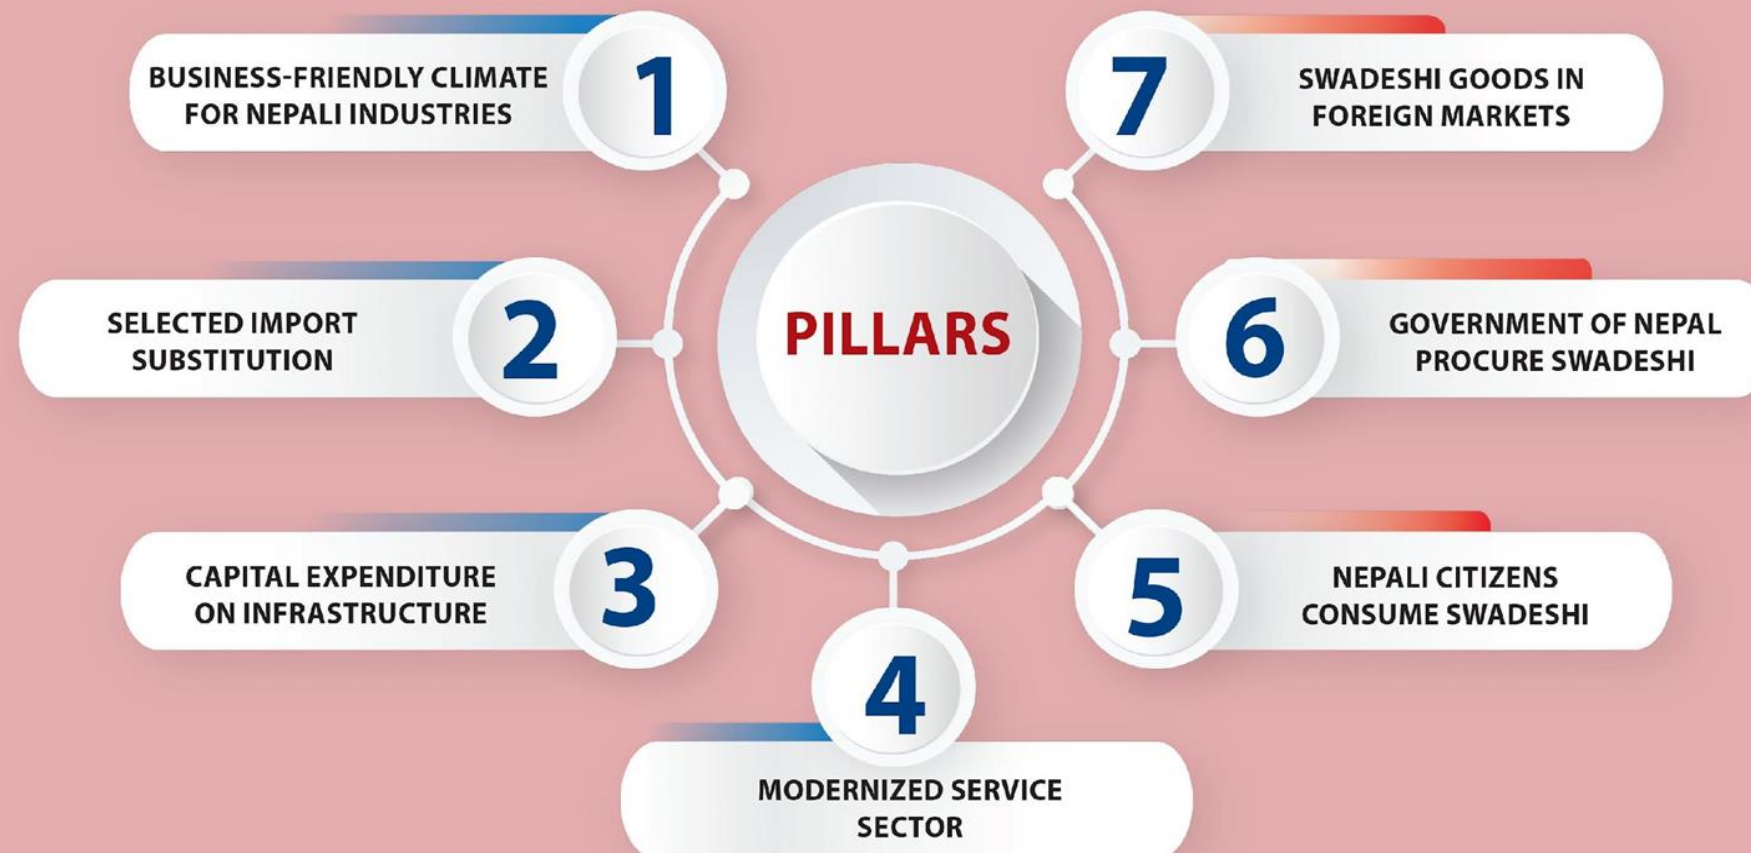 PILLARS
1
BUSINESS-FRIENDLY CLIMATE
FOR NEPALI INDUSTRIES
2
SELECTED IMPORT
SUBSTITUTION
3
CAPITAL EXPENDITURE
ON INFRASTRUCTURE
4
MODERNIZED SERVICE
SECTOR
5
NEPALI CITIZENS
CONSUME SWADESHI
6
GOVERNMENT OF NEPAL
PROCURE SWADESHI
7
SWADESHI GOODS IN
FOREIGN MARKETS